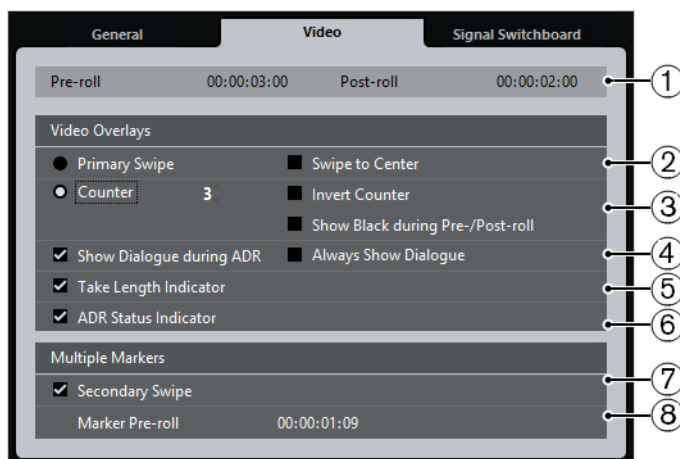 General Video Signal Switchboard
Pre-roll 00:00:03:00 Post-roll 00:00:02:00 1
Video Overlays
Primary Swipe Swipe to Center 2
Counter 3 Invert Counter
3
Show Black during Pre-/Post-roll
Show Dialogue during ADR Always Show Dialogue 4
Take Length Indicator 5
ADR Status Indicator 6
Multiple Markers
7
Secondary Swipe
Marker Pre-roll 00:00:01:09 8